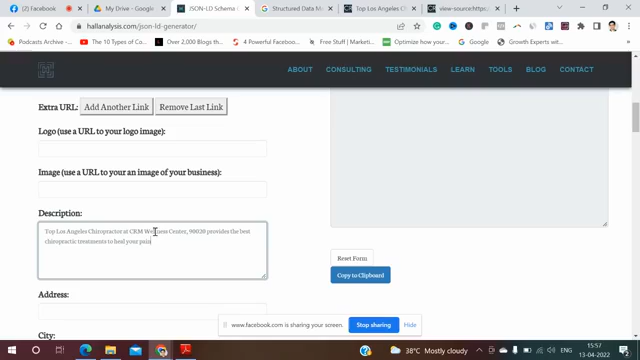 Facebook
My Drive - Google Drive
JSON-LD Schema
Structured Data M
Top Los Angeles Chi
view-source:https:
hallanalysis.com/json-ld-generator/
Podcasts Archive -...
The 10 Types of Co...
Over 2,000 Blogs th...
4 Powerful Facebook...
Free Stuff | Marketi...
Optimize your own...
Growth Experts wit...
ABOUT CONSULTING TESTIMONIALS LEARN TOOLS BLOG CONTACT
Extra URL: Add Another Link Remove Last Link
Logo (use a URL to your logo image):
Image (use a URL to your an image of your business):
Description:
Top Los Angeles Chiropractor at CRM Wellness Center, 90020 provides the best
chiropractic treatments to heal your pain
Reset Form
Copy to Clipboard
Address:
City:
www.facebook.com is sharing your screen. Stop sharing Hide
38°C Mostly cloudy
15:57
13-04-2022